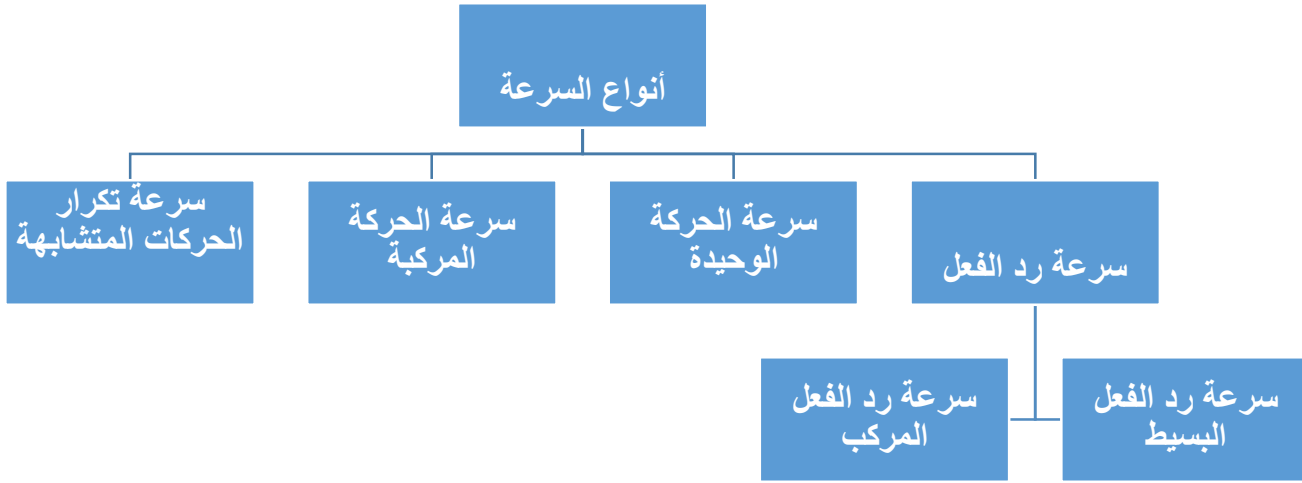 أنواع السرعة
سرعة رد الفعل
سرعة الحركة
الوحيدة
سرعة الحركة
المركبة
سرعة تكرار
الحركات المتشابهة
سرعة رد الفعل
البسيط
سرعة رد الفعل
المركب